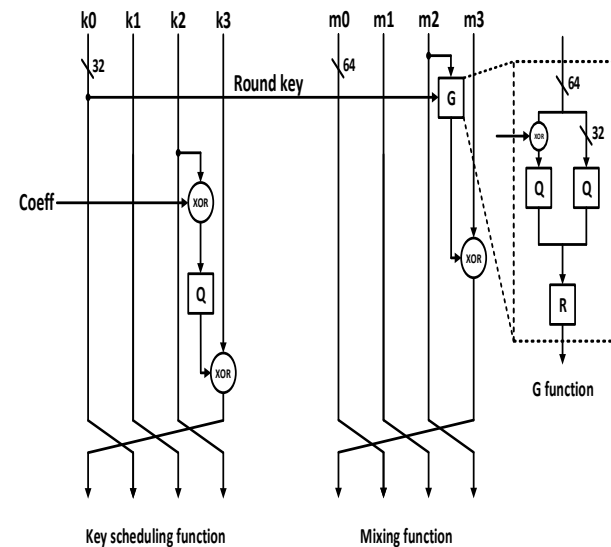 k0 k1 k2 k3 m0 m1 m2 m3
32 64
Round key
G
64
XOR
32
Q Q
Coeff
XOR
Q
XOR
XOR
R
G function
Key scheduling function Mixing function